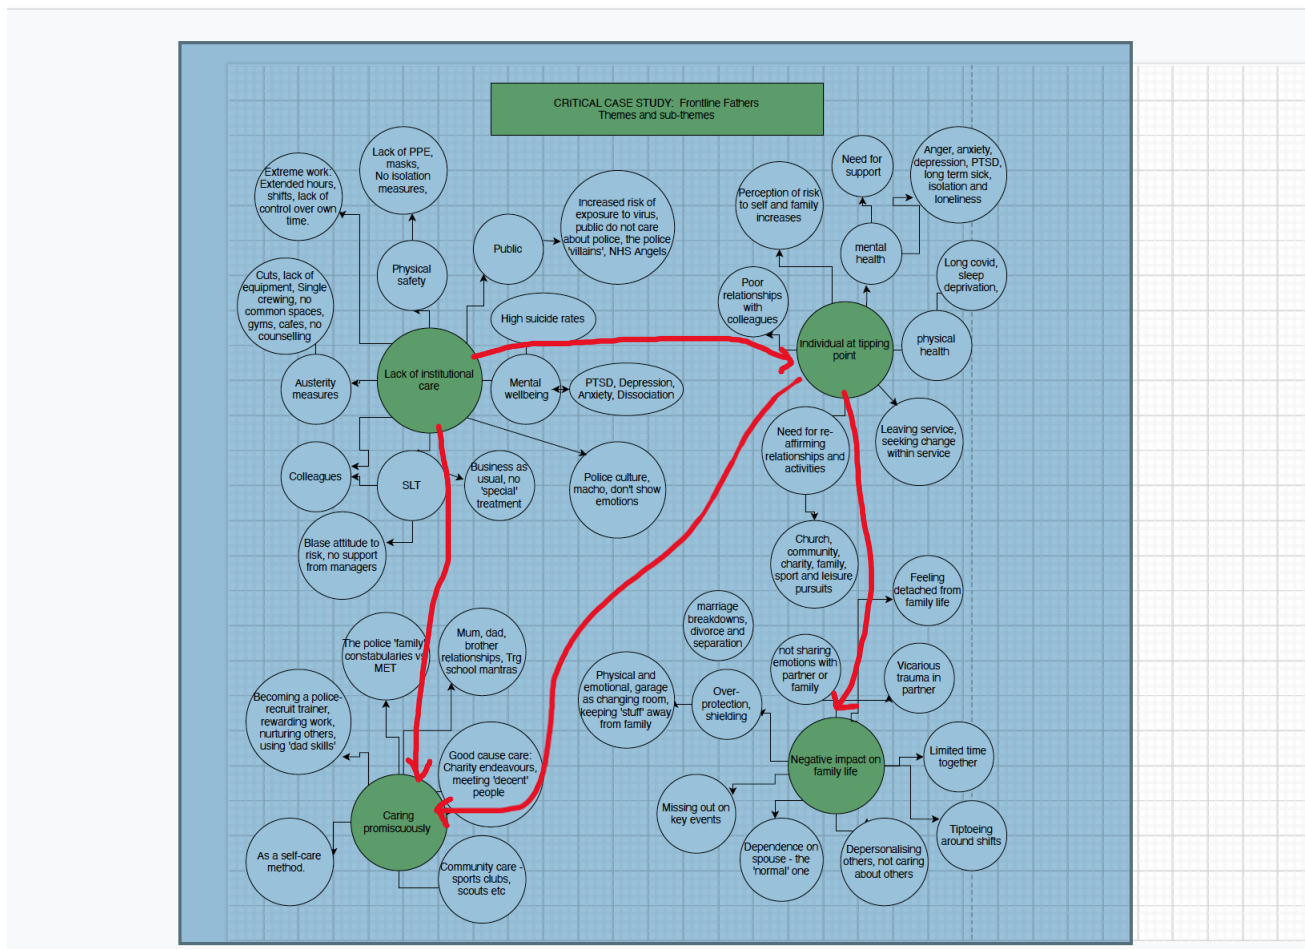 CRITICAL CASE STUDY:  Frontline Fathers
Themes and sub-themes
Extreme work:
Extended hours,
shifts, lack of
control over own
time.
Lack of PPE,
masks,
No isolation
measures,
Physical
safety
Public
Increased risk of
exposure to virus,
public do not care
about police, the police
'villains', NHS Angels
Cuts, lack of
equipment, Single
crewing, no
common spaces,
gyms, cafes, no
counselling
High suicide rates
Lack of institutional
care
Austerity
measures
Mental
wellbeing
PTSD, Depression,
Anxiety, Dissociation
Colleagues
SLT
Business as
usual, no
'special'
treatment
Police culture,
macho, don't show
emotions
Blase attitude to
risk, no support
from managers
Perception of risk
to self and family
increases
Need for
support
Anger, anxiety,
depression, PTSD,
long term sick,
isolation and
loneliness
mental
health
Long covid,
sleep
deprivation,
Poor
relationships
with
colleagues
Individual at tipping
point
physical
health
Need for re-
affirming
relationships and
activities
Leaving service,
seeking change
within service
Church,
community,
charity, family,
sport and leisure
pursuits
Feeling
detached from
family life
marriage
breakdowns,
divorce and
separation
not sharing
emotions with
partner or
family
Vicarious
trauma in
partner
Physical and
emotional, garage
as changing room,
keeping 'stuff' away
from family
Over-
protection,
shielding
Negative impact on
family life
Limited time
together
Missing out on
key events
Tiptoeing
around shifts
Dependence on
spouse - the
'normal' one
Depersonalising
others, not caring
about others
The police 'family'
constabularies vs
MET
Mum, dad,
brother
relationships, Trg
school mantras
Becoming a police-
recruit trainer,
rewarding work,
nurturing others,
using 'dad skills'
Good cause care:
Charity endeavours,
meeting 'decent'
people
Caring
promiscuously
As a self-care
method.
Community care -
sports clubs,
scouts etc